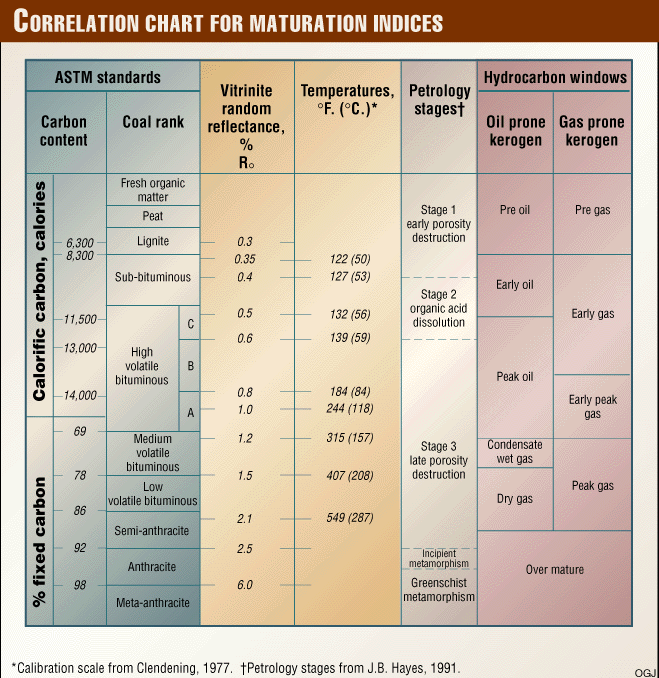 CORRELATION CHART FOR MATURATION INDICES
ASTM standards
Carbon
content
Coal rank
Vitrinite
random
reflectance,
%
R○
Temperatures,
°F. (°C.)*
Petrology
stages†
Hydrocarbon windows
Oil prone
kerogen
Gas prone
kerogen
Calorific carbon, calories
% fixed carbon
6,300
8,300
11,500
13,000
14,000
69
78
86
92
98
Fresh organic
matter
Peat
Lignite
Sub-bituminous
High
volatile
bituminous
C
B
A
Medium
volatile
bituminous
Low
volatile bituminous
Semi-anthracite
Anthracite
Meta-anthracite
0.3
0.35
0.4
0.5
0.6
0.8
1.0
1.2
1.5
2.1
2.5
6.0
122 (50)
127 (53)
132 (56)
139 (59)
184 (84)
244 (118)
315 (157)
407 (208)
549 (287)
Stage 1
early porosity
destruction
Stage 2
organic acid
dissolution
Stage 3
late porosity
destruction
Incipient
metamorphism
Greenschist
metamorphism
Pre oil
Early oil
Peak oil
Condensate
wet gas
Dry gas
Pre gas
Early gas
Early peak
gas
Peak gas
Over mature
*Calibration scale from Clendening, 1977. †Petrology stages from J.B. Hayes, 1991.
OGJ